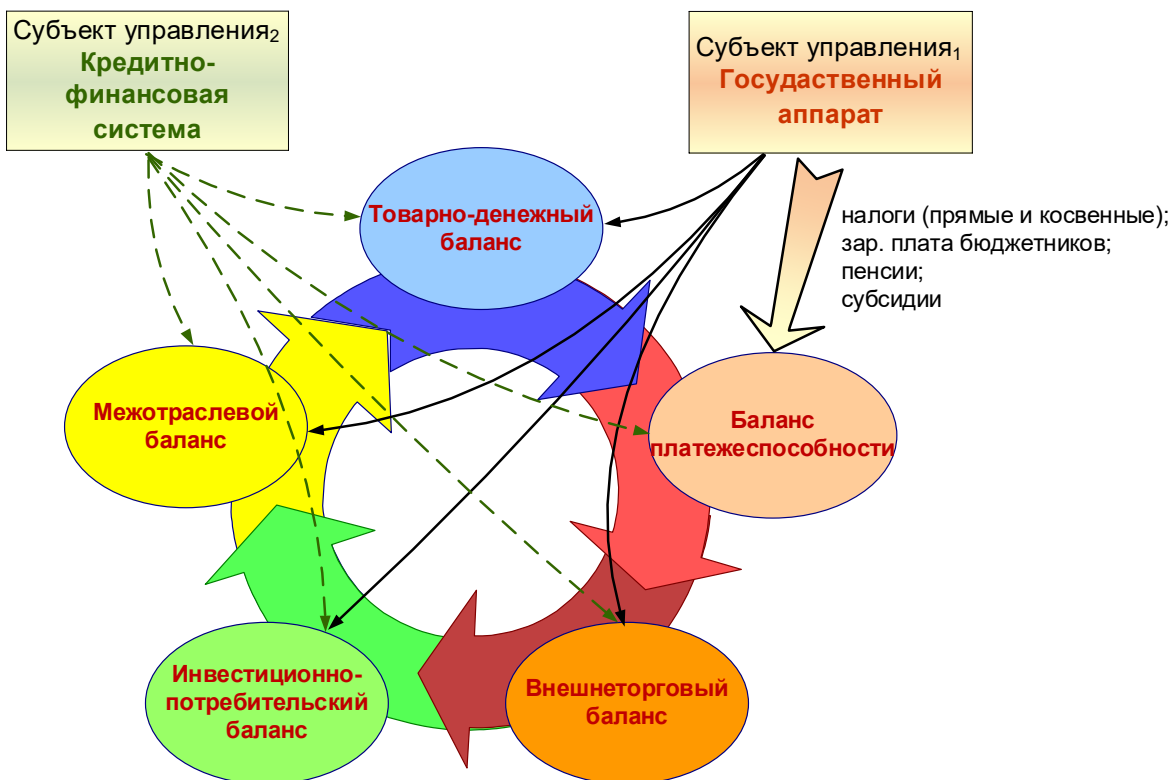 Субъект управления₂
Кредитно-
финансовая
система
Субъект управления₁
Госудаственный
аппарат
налоги (прямые и косвенные);
зар. плата бюджетников;
пенсии;
субсидии
Товарно-денежный
баланс
Межотраслевой
баланс
Баланс
платежеспособности
Инвестиционно-
потребительский
баланс
Внешнеторговый
баланс